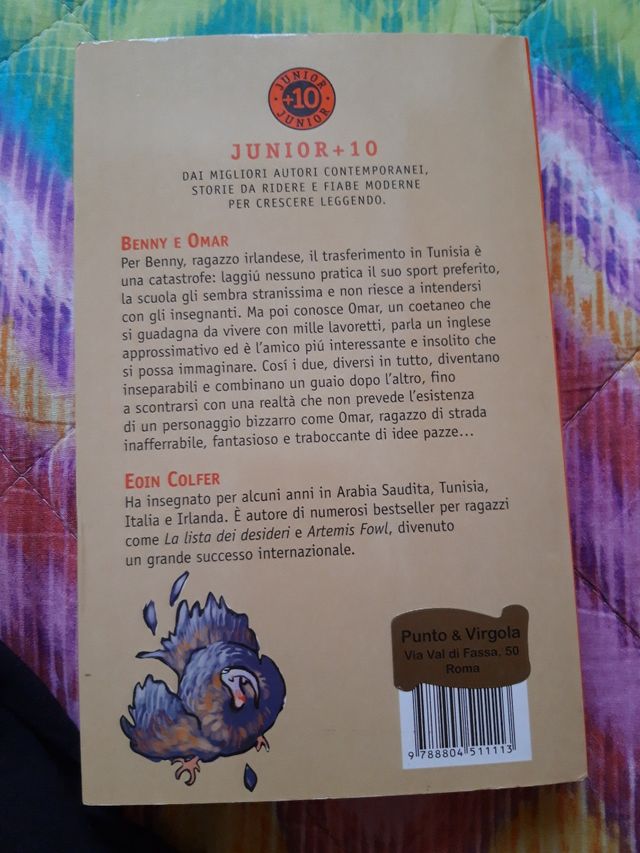 JUNIOR
+10
JUNIOR
JUNIOR+10
DAI MIGLIORI AUTORI CONTEMPORANEI,
STORIE DA RIDERE E FIABE MODERNE
PER CRESCERE LEGGENDO.
BENNY E OMAR
Per Benny, ragazzo irlandese, il trasferimento in Tunisia è
una catastrofe: laggiú nessuno pratica il suo sport preferito,
la scuola gli sembra stranissima e non riesce a intendersi
con gli insegnanti. Ma poi conosce Omar, un coetaneo che
si guadagna da vivere con mille lavoretti, parla un inglese
approssimativo ed è l'amico piú interessante e insolito che
si possa immaginare. Cosí i due, diversi in tutto, diventano
inseparabili e combinano un guaio dopo l'altro, fino
a scontrarsi con una realtà che non prevede l'esistenza
di un personaggio bizzarro come Omar, ragazzo di strada
inafferrabile, fantasioso e traboccante di idee pazze...
EOIN COLFER
Ha insegnato per alcuni anni in Arabia Saudita, Tunisia,
Italia e Irlanda. È autore di numerosi bestseller per ragazzi
come La lista dei desideri e Artemis Fowl, divenuto
un grande successo internazionale.
Punto & Virgola
Via Val di Fassa, 50
Roma
9 788804 511113